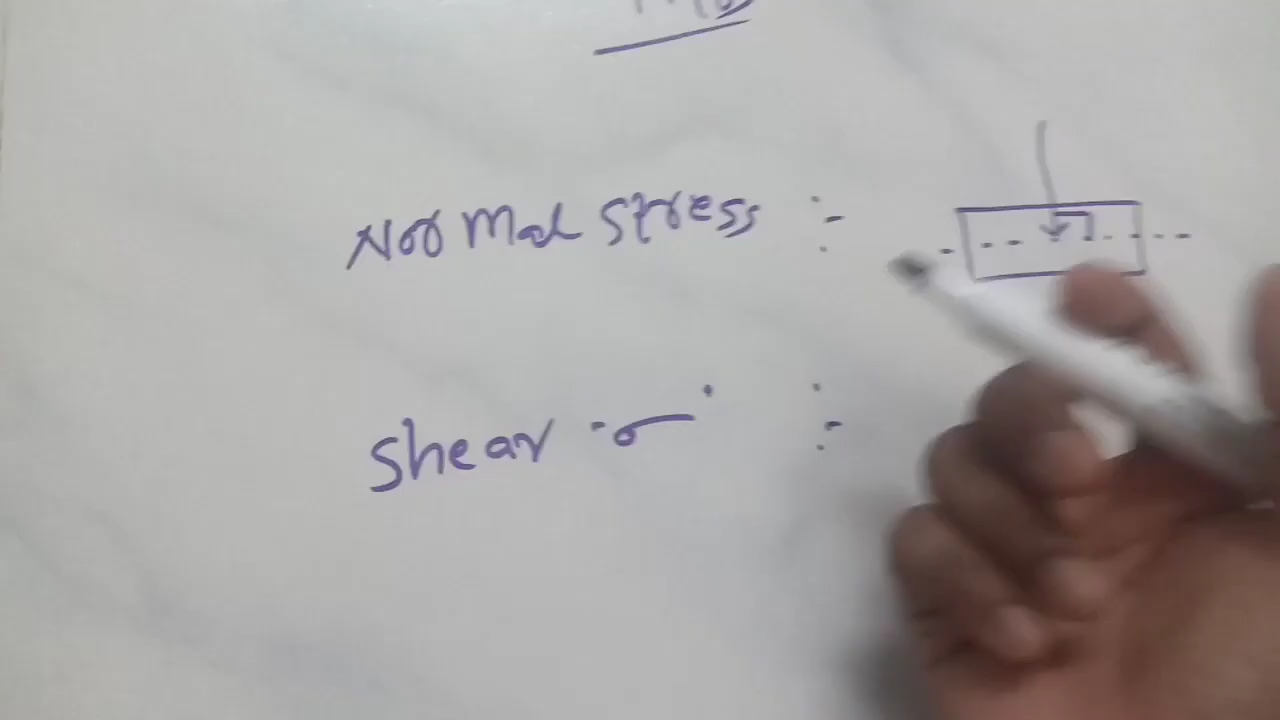 Normal stress :-
Shear -〃- :-